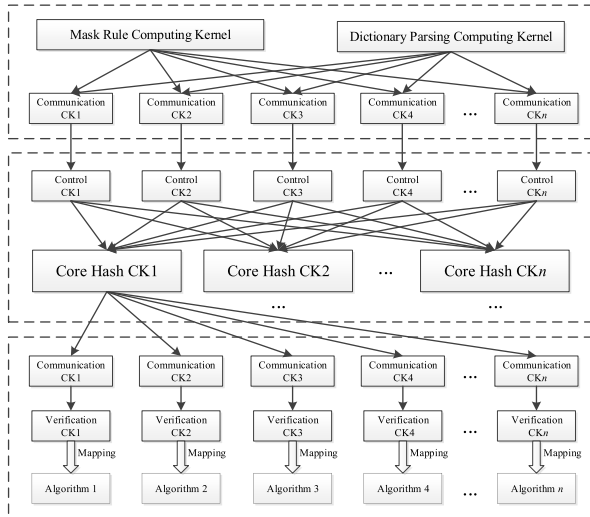 Mask Rule Computing Kernel
Dictionary Parsing Computing Kernel
Communication
CK1
Communication
CK2
Communication
CK3
Communication
CK4
...
Communication
CKn
Control
CK1
Control
CK2
Control
CK3
Control
CK4
...
Control
CKn
Core Hash CK1
Core Hash CK2
...
Core Hash CKn
...
...
Communication
CK1
Communication
CK2
Communication
CK3
Communication
CK4
...
Communication
CKn
Verification
CK1
Verification
CK2
Verification
CK3
Verification
CK4
...
Verification
CKn
Mapping
Mapping
Mapping
Mapping
Mapping
Algorithm 1
Algorithm 2
Algorithm 3
Algorithm 4
...
Algorithm n